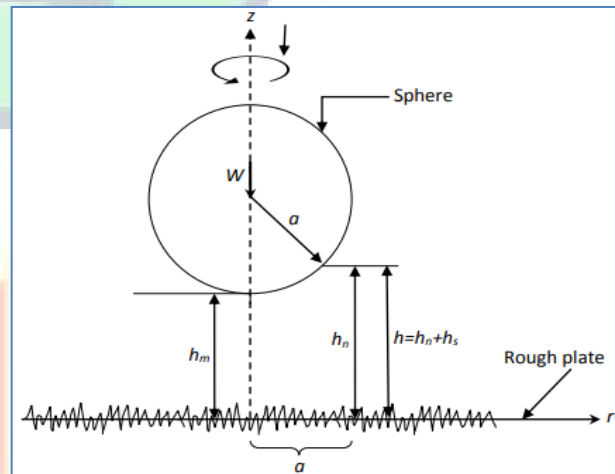 z
Sphere
W
a
hₘ
hₙ
h=hₙ+hₛ
Rough plate
r
a